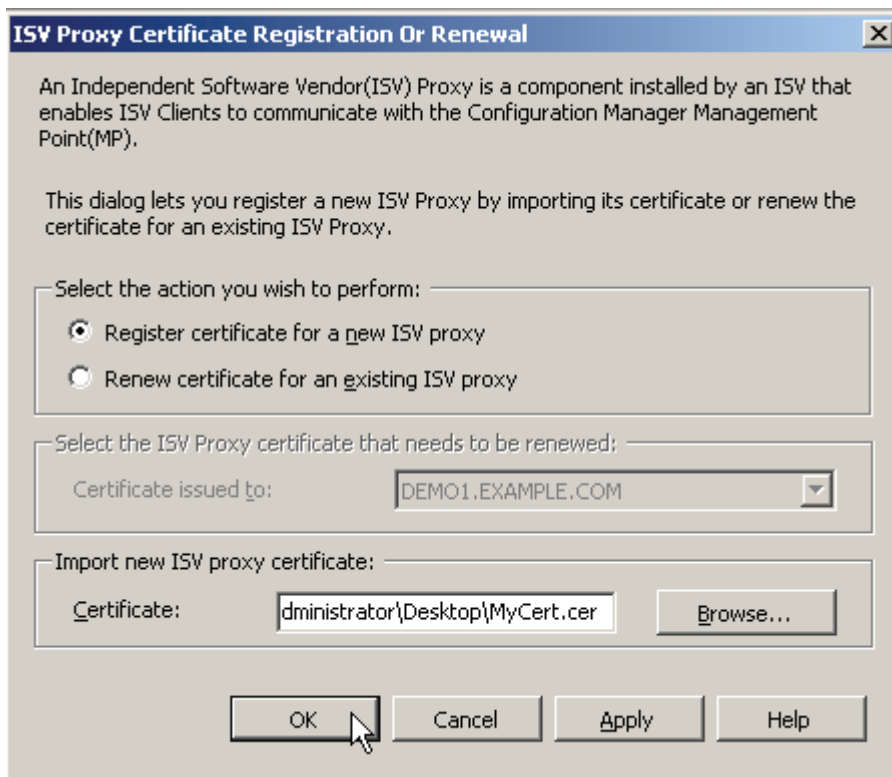 ISV Proxy Certificate Registration Or Renewal
An Independent Software Vendor(ISV) Proxy is a component installed by an ISV that
enables ISV Clients to communicate with the Configuration Manager Management
Point(MP).
This dialog lets you register a new ISV Proxy by importing its certificate or renew the
certificate for an existing ISV Proxy.
Select the action you wish to perform:
Register certificate for a new ISV proxy
Renew certificate for an existing ISV proxy
Select the ISV Proxy certificate that needs to be renewed:
Certificate issued to: DEMO1.EXAMPLE.COM
Import new ISV proxy certificate:
Certificate: dministrator\Desktop\MyCert.cer Browse...
OK Cancel Apply Help